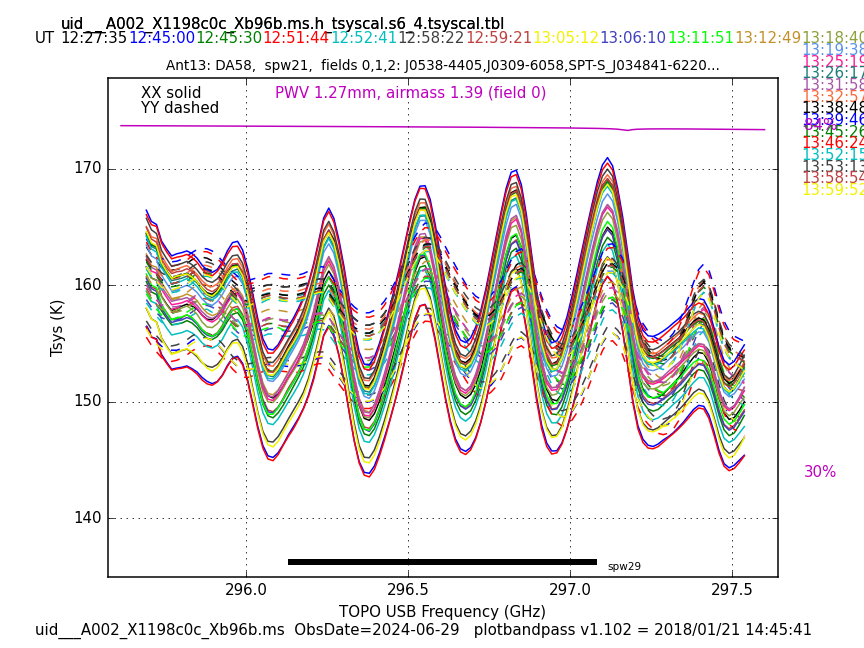 uid___A002_X1198c0c_Xb96b.ms.h_tsyscal.s6_4.tsyscal.tbl
UT 12:27:35 12:45:00 12:45:30 12:51:44 12:52:41 12:58:22 12:59:21 13:05:12 13:06:10 13:11:51 13:12:49 13:18:40
13:19:38
Ant13: DA58, spw21, fields 0,1,2: J0538-4405,J0309-6058,SPT-S_J034841-6220...
13:25:19
13:26:17
13:31:58
XX solid
PWV 1.27mm, airmass 1.39 (field 0)
13:32:57
YY dashed
13:38:48
13:39:46
84%
13:45:26
13:46:24
13:52:15
13:53:13
13:58:54
13:59:52
170
160
150
140
Tsys (K)
30%
spw29
296.0
296.5
297.0
297.5
TOPO USB Frequency (GHz)
uid___A002_X1198c0c_Xb96b.ms ObsDate=2024-06-29 plotbandpass v1.102 = 2018/01/21 14:45:41